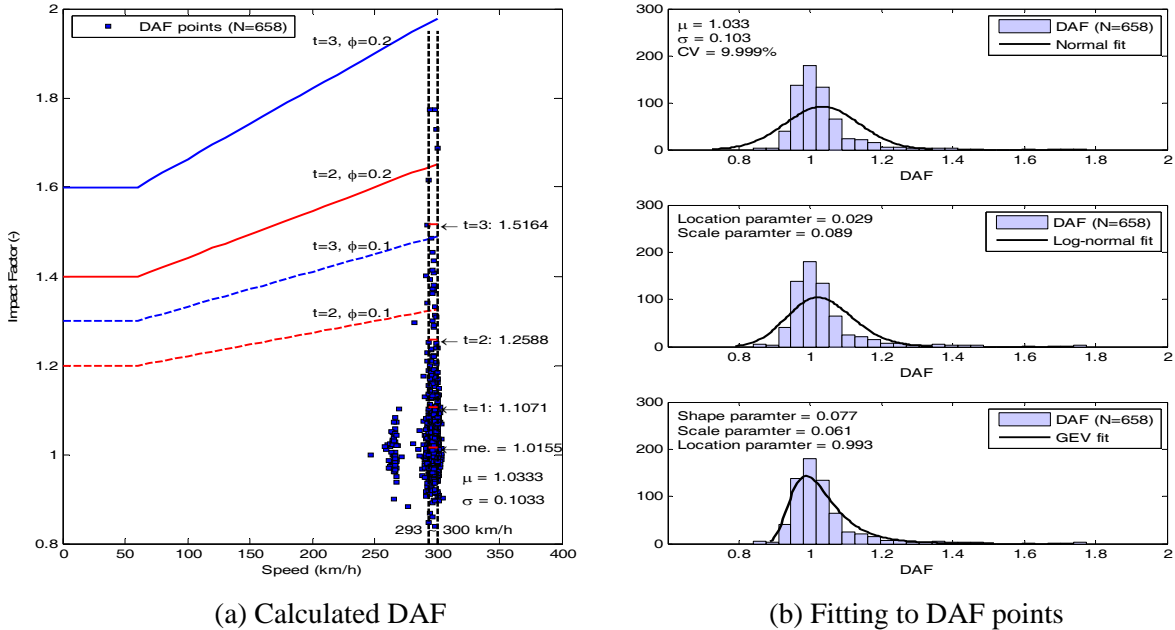 2
1.8
1.6
1.4
1.2
1
0.8
0 50 100 150 200 250 300 350 400
Impact Factor (-)
Speed (km/h)
DAF points (N=658)
t=3, ϕ=0.2
t=2, ϕ=0.2
t=3, ϕ=0.1
t=2, ϕ=0.1
← t=3: 1.5164
← t=2: 1.2588
← t=1: 1.1071
← me. = 1.0155
μ = 1.0333
σ = 0.1033
293 ~ 300 km/h
(a) Calculated DAF
300
200
100
0
μ = 1.033
σ = 0.103
CV = 9.999%
DAF (N=658)
Normal fit
0.8 1 1.2 1.4 1.6 1.8 2
DAF
300
200
100
0
Location paramter = 0.029
Scale paramter = 0.089
DAF (N=658)
Log-normal fit
0.8 1 1.2 1.4 1.6 1.8 2
DAF
300
200
100
0
Shape paramter = 0.077
Scale paramter = 0.061
Location paramter = 0.993
DAF (N=658)
GEV fit
0.8 1 1.2 1.4 1.6 1.8 2
DAF
(b) Fitting to DAF points